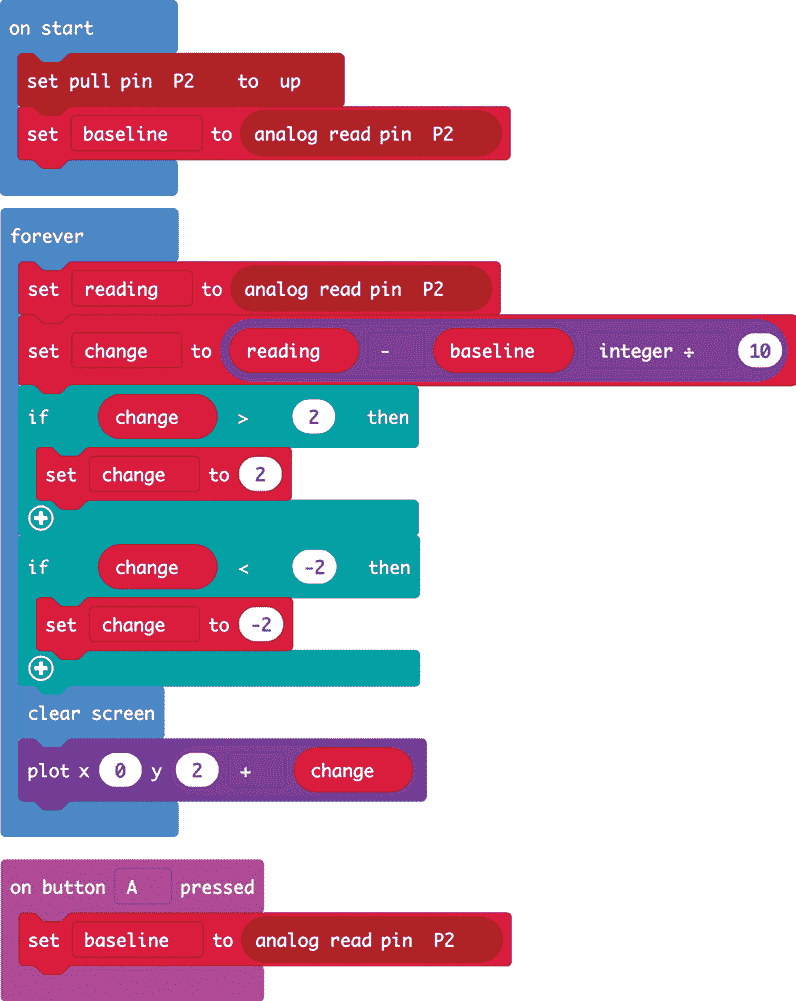 on start
set pull pin P2 to up
set baseline to analog read pin P2
forever
set reading to analog read pin P2
set change to reading - baseline integer ÷ 10
if change > 2 then
set change to 2
if change < -2 then
set change to -2
clear screen
plot x 0 y 2 + change
on button A pressed
set baseline to analog read pin P2